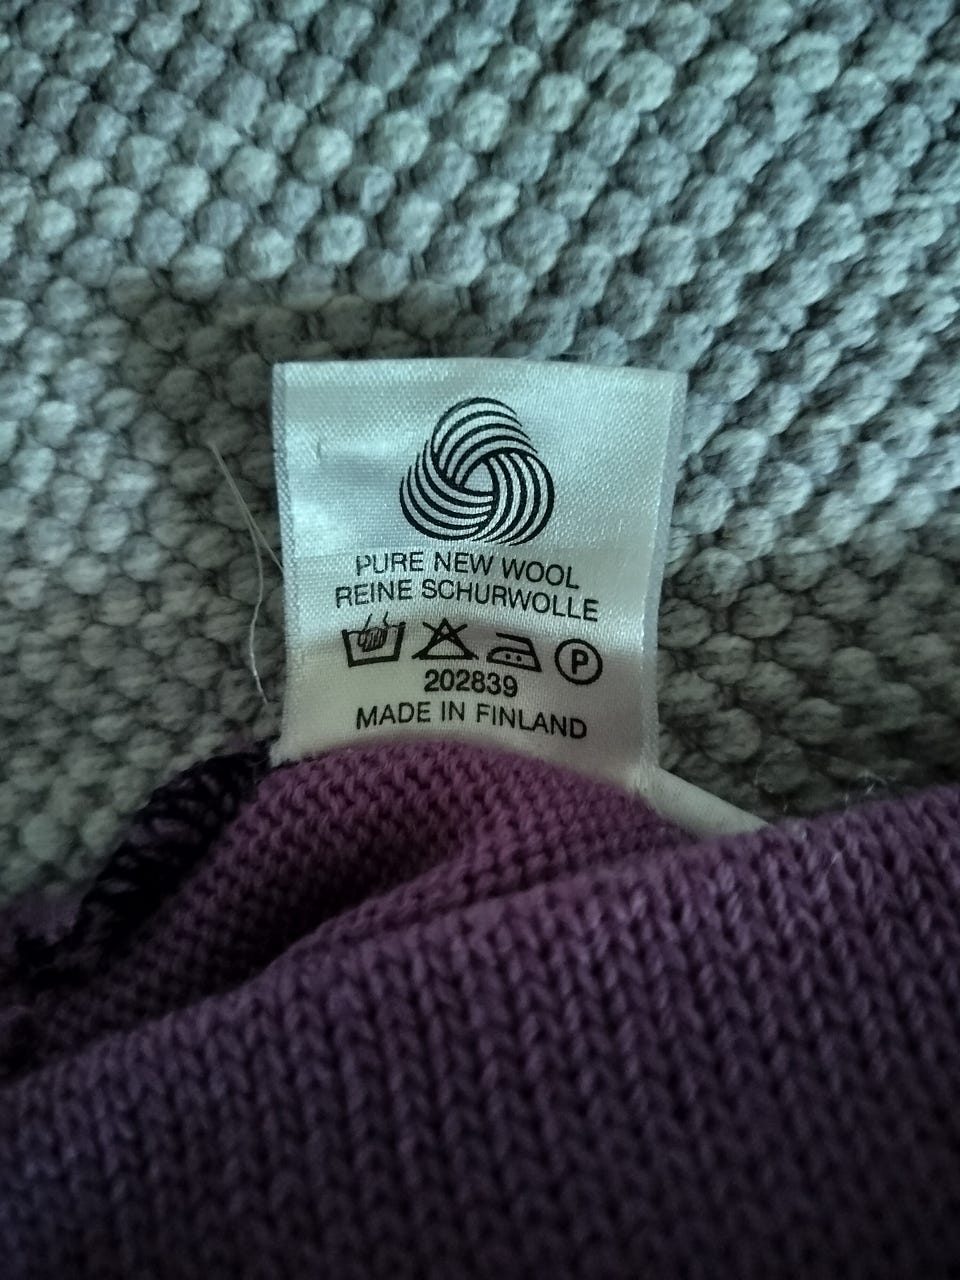 PURE NEW WOOL
REINE SCHURWOLLE
P
202839
MADE IN FINLAND